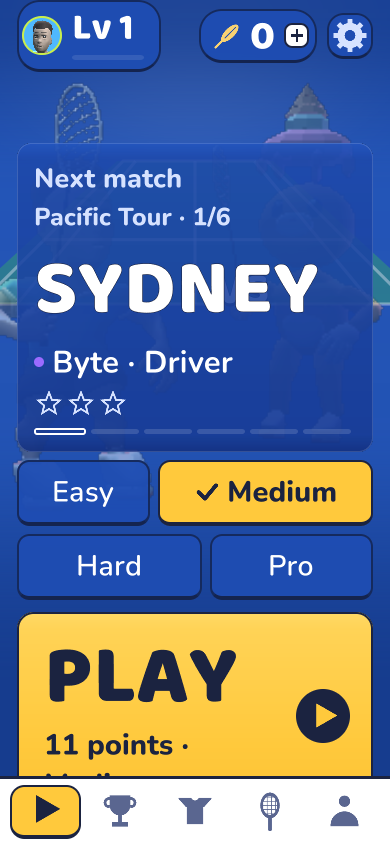 Lv 1
0
Next match
Pacific Tour · 1/6
SYDNEY
Byte · Driver
Easy
Medium
Hard
Pro
PLAY
11 points ·